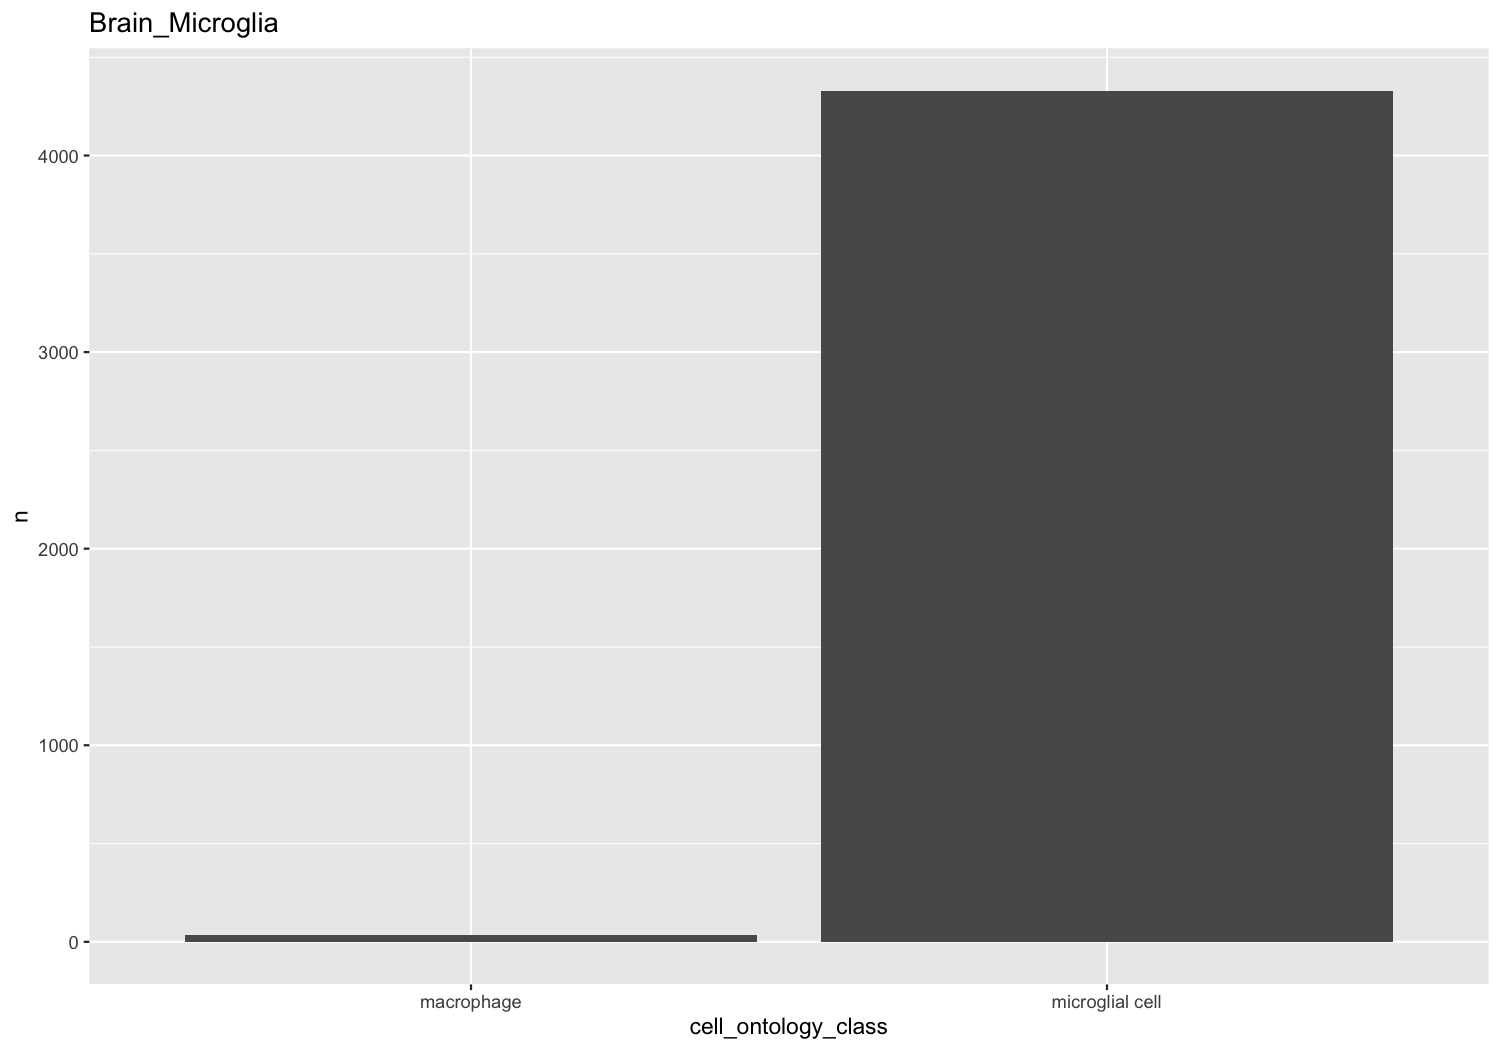 Brain_Microglia
4000
3000
2000
1000
0
n
macrophage
microglial cell
cell_ontology_class